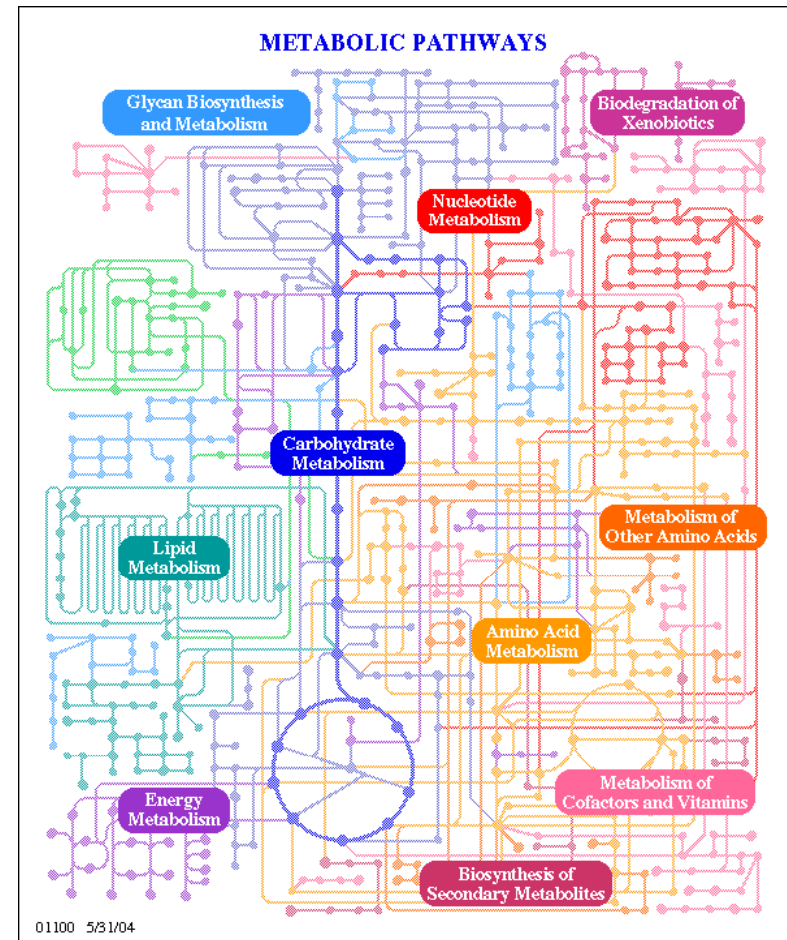 METABOLIC PATHWAYS
Glycan Biosynthesis
and Metabolism
Biodegradation of
Xenobiotics
Nucleotide
Metabolism
Carbohydrate
Metabolism
Lipid
Metabolism
Metabolism of
Other Amino Acids
Amino Acid
Metabolism
Energy
Metabolism
Metabolism of
Cofactors and Vitamins
Biosynthesis of
Secondary Metabolites
01100 5/31/04